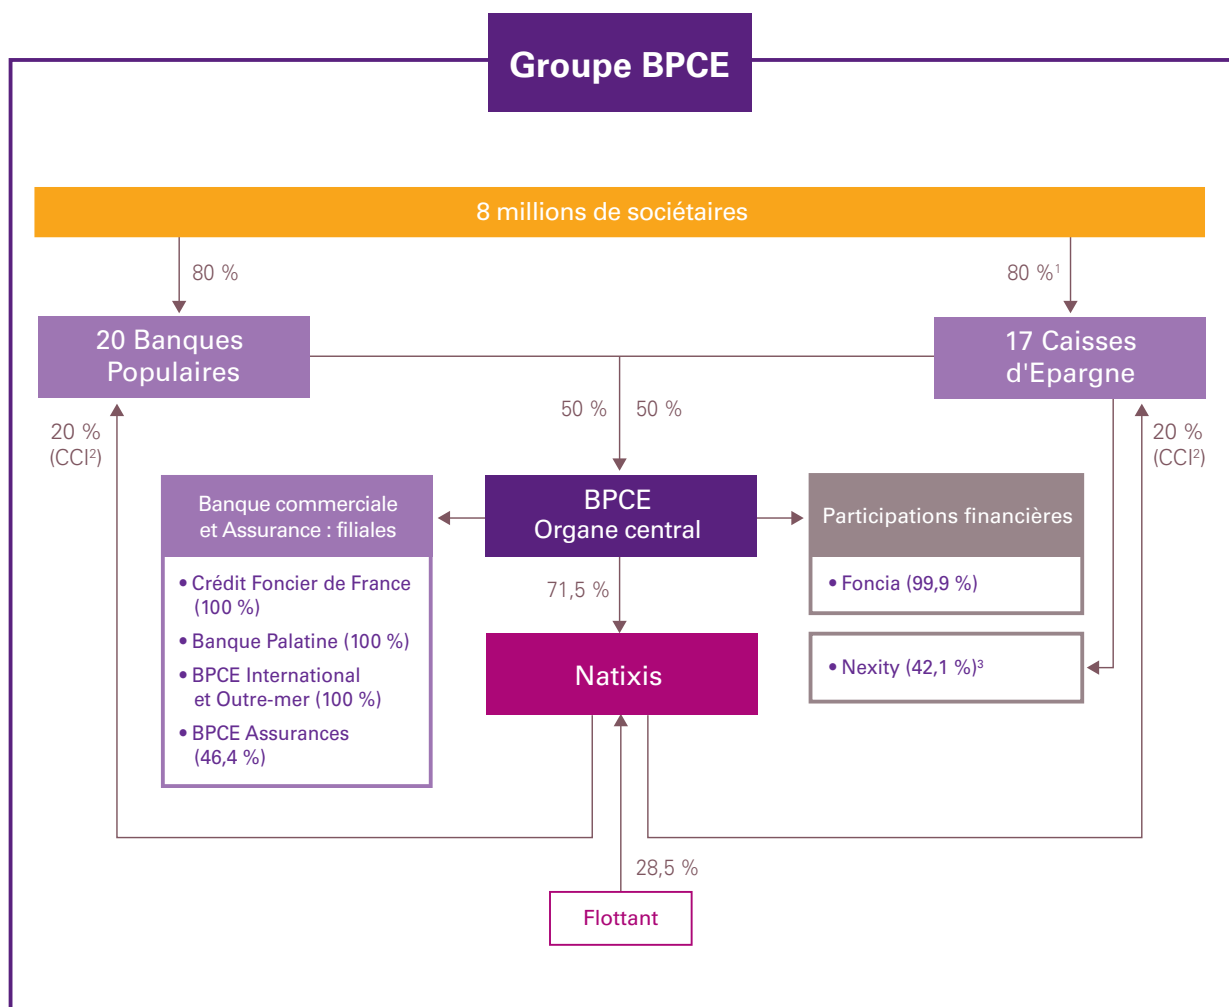 Groupe BPCE
8 millions de sociétaires
80 %
80 %¹
20 Banques
Populaires
17 Caisses
d'Epargne
50 %
50 %
20 %
(CCI²)
20 %
(CCI²)
Banque commerciale
et Assurance : filiales
• Crédit Foncier de France
(100 %)
• Banque Palatine (100 %)
• BPCE International
et Outre-mer (100 %)
• BPCE Assurances
(46,4 %)
BPCE
Organe central
Participations financières
• Foncia (99,9 %)
• Nexity (42,1 %)³
71,5 %
Natixis
28,5 %
Flottant